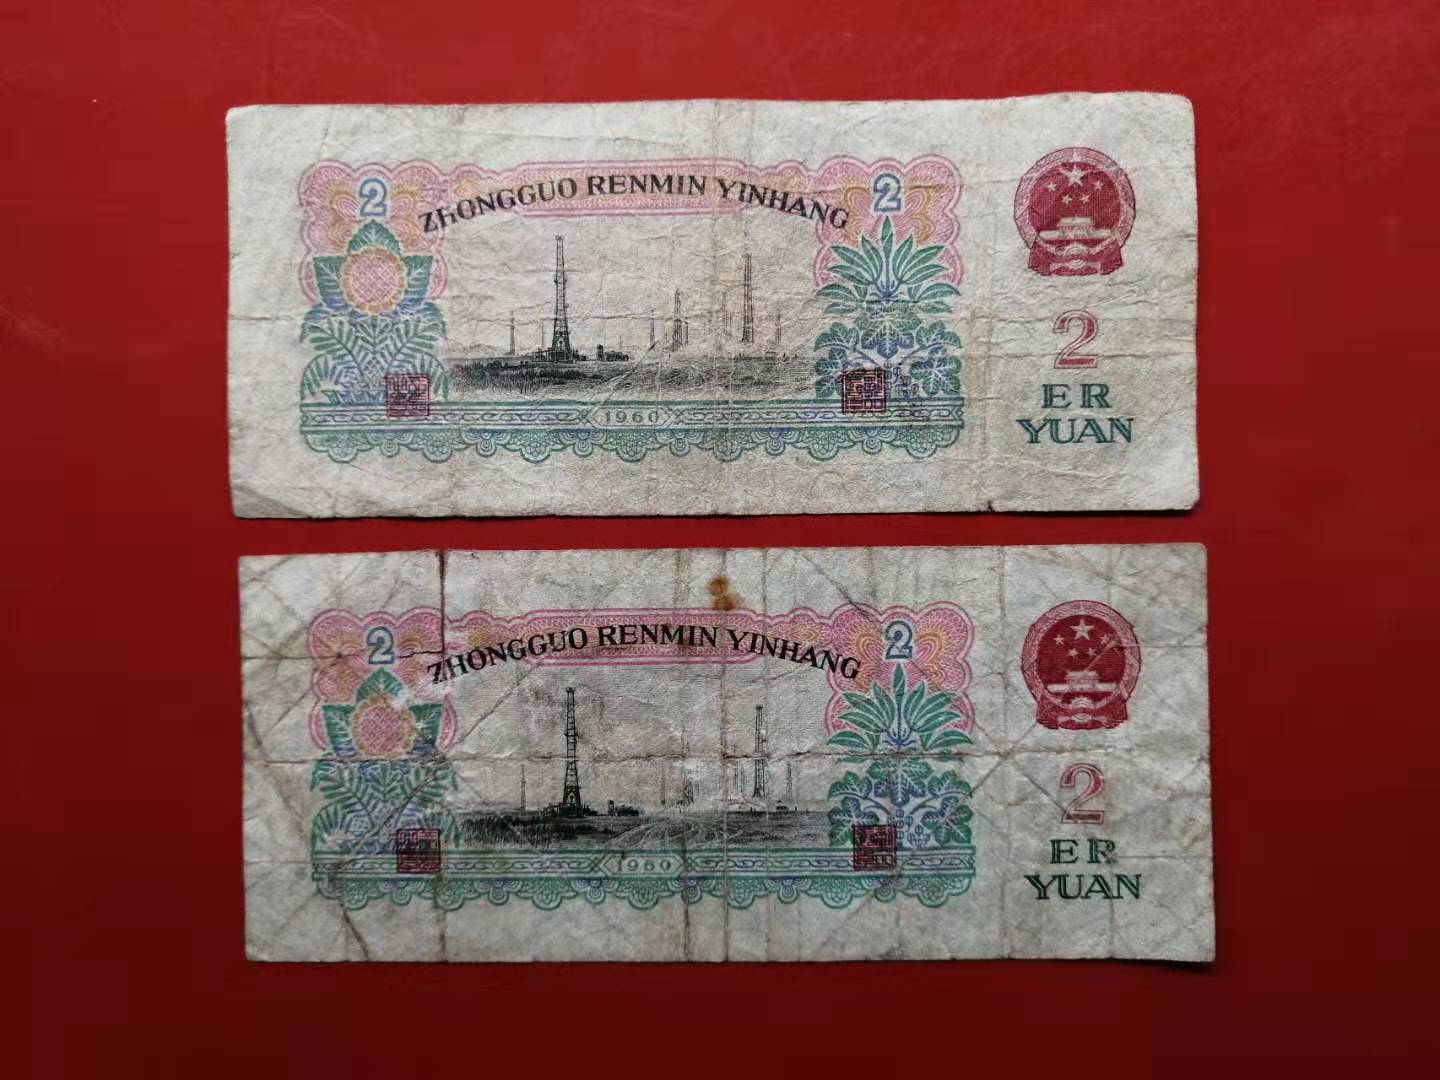 2 ZHONGGUO RENMIN YINHANG 2
2
1960
ER
YUAN
2 ZHONGGUO RENMIN YINHANG 2
2
1960
ER
YUAN